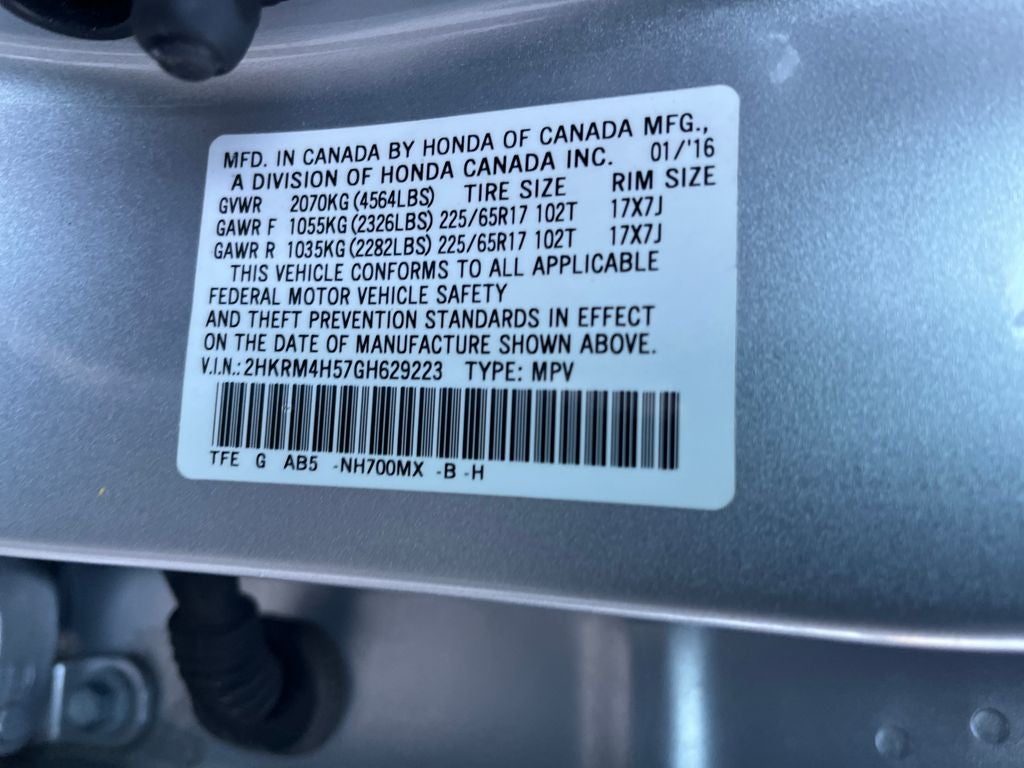 MFD. IN CANADA BY HONDA OF CANADA MFG.,
A DIVISION OF HONDA CANADA INC. 01/'16
GVWR 2070KG(4564LBS) TIRE SIZE RIM SIZE
GAWR F 1055KG(2326LBS) 225/65R17 102T 17X7J
GAWR R 1035KG(2282LBS) 225/65R17 102T 17X7J
THIS VEHICLE CONFORMS TO ALL APPLICABLE
FEDERAL MOTOR VEHICLE SAFETY
AND THEFT PREVENTION STANDARDS IN EFFECT
ON THE DATE OF MANUFACTURE SHOWN ABOVE.
V.I.N.: 2HKRM4H57GH629223 TYPE: MPV
TFE G AB5 -NH700MX -B -H